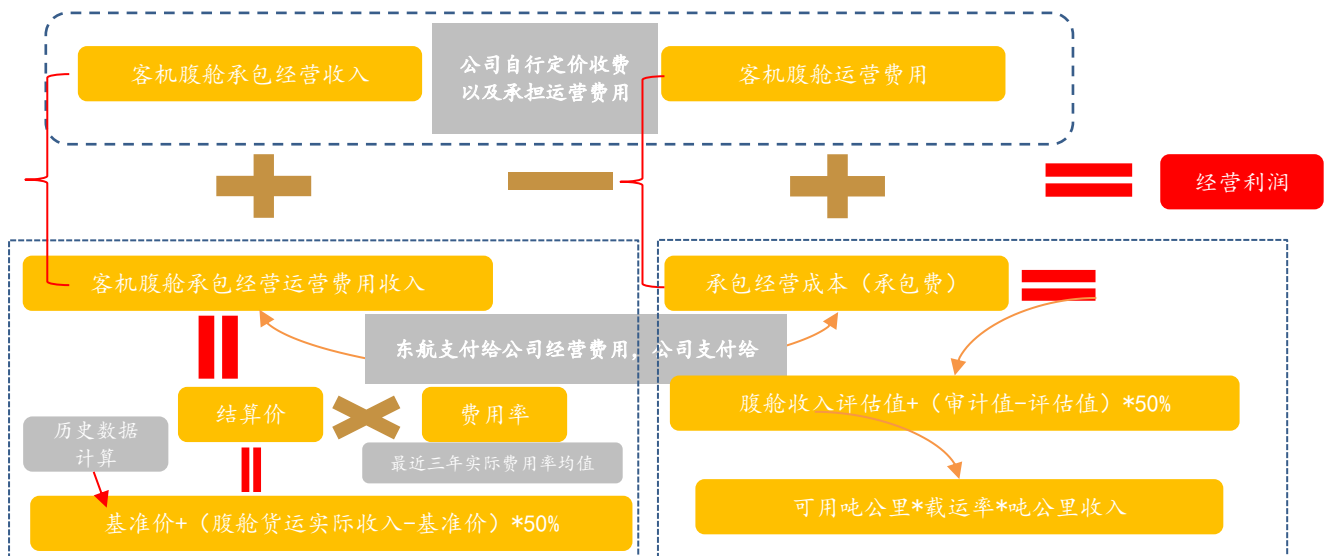 客机腹舱承包经营收入
公司自行定价收费
以及承担运营费用
客机腹舱运营费用
经营利润
客机腹舱承包经营运营费用收入
承包经营成本（承包费）
东航支付给公司经营费用，公司支付给
结算价
费用率
腹舱收入评估值+（审计值-评估值）*50%
历史数据
计算
最近三年实际费用率均值
可用吨公里*载运率*吨公里收入
基准价+（腹舱货运实际收入-基准价）*50%